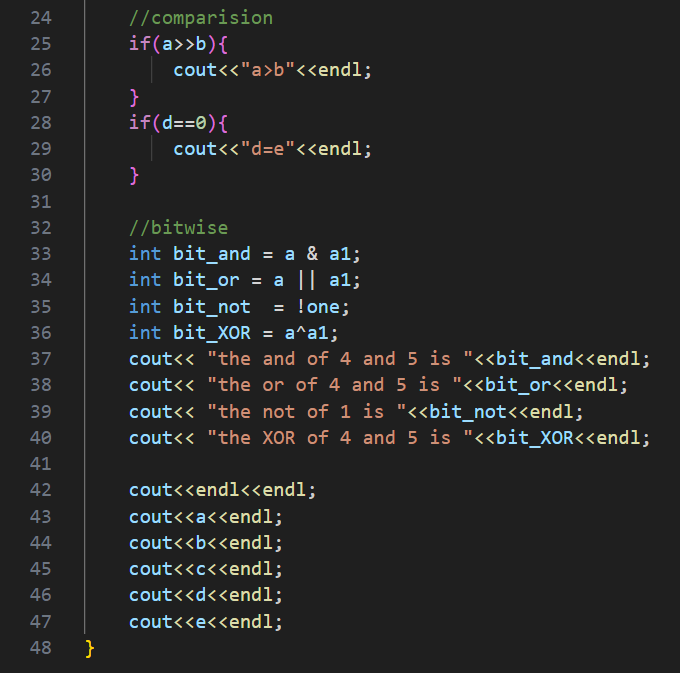 24 //comparision
25 if(a>>b){
26 cout<<"a>b"<<endl;
27 }
28 if(d==0){
29 cout<<"d=e"<<endl;
30 }
31
32 //bitwise
33 int bit_and = a & a1;
34 int bit_or = a || a1;
35 int bit_not  = !one;
36 int bit_XOR = a^a1;
37 cout<< "the and of 4 and 5 is "<<bit_and<<endl;
38 cout<< "the or of 4 and 5 is "<<bit_or<<endl;
39 cout<< "the not of 1 is "<<bit_not<<endl;
40 cout<< "the XOR of 4 and 5 is "<<bit_XOR<<endl;
41
42 cout<<endl<<endl;
43 cout<<a<<endl;
44 cout<<b<<endl;
45 cout<<c<<endl;
46 cout<<d<<endl;
47 cout<<e<<endl;
48 }